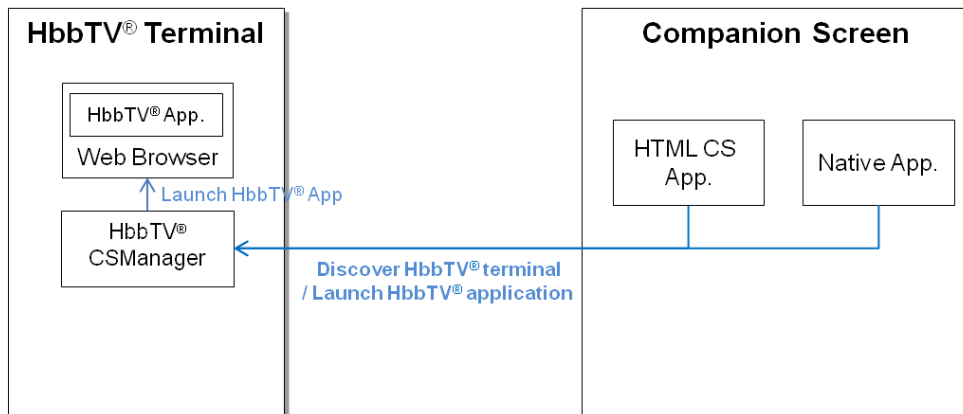 HbbTV® Terminal
HbbTV® App.
Web Browser
Launch HbbTV® App
HbbTV®
CSManager
Discover HbbTV® terminal
/ Launch HbbTV® application
Companion Screen
HTML CS
App.
Native App.